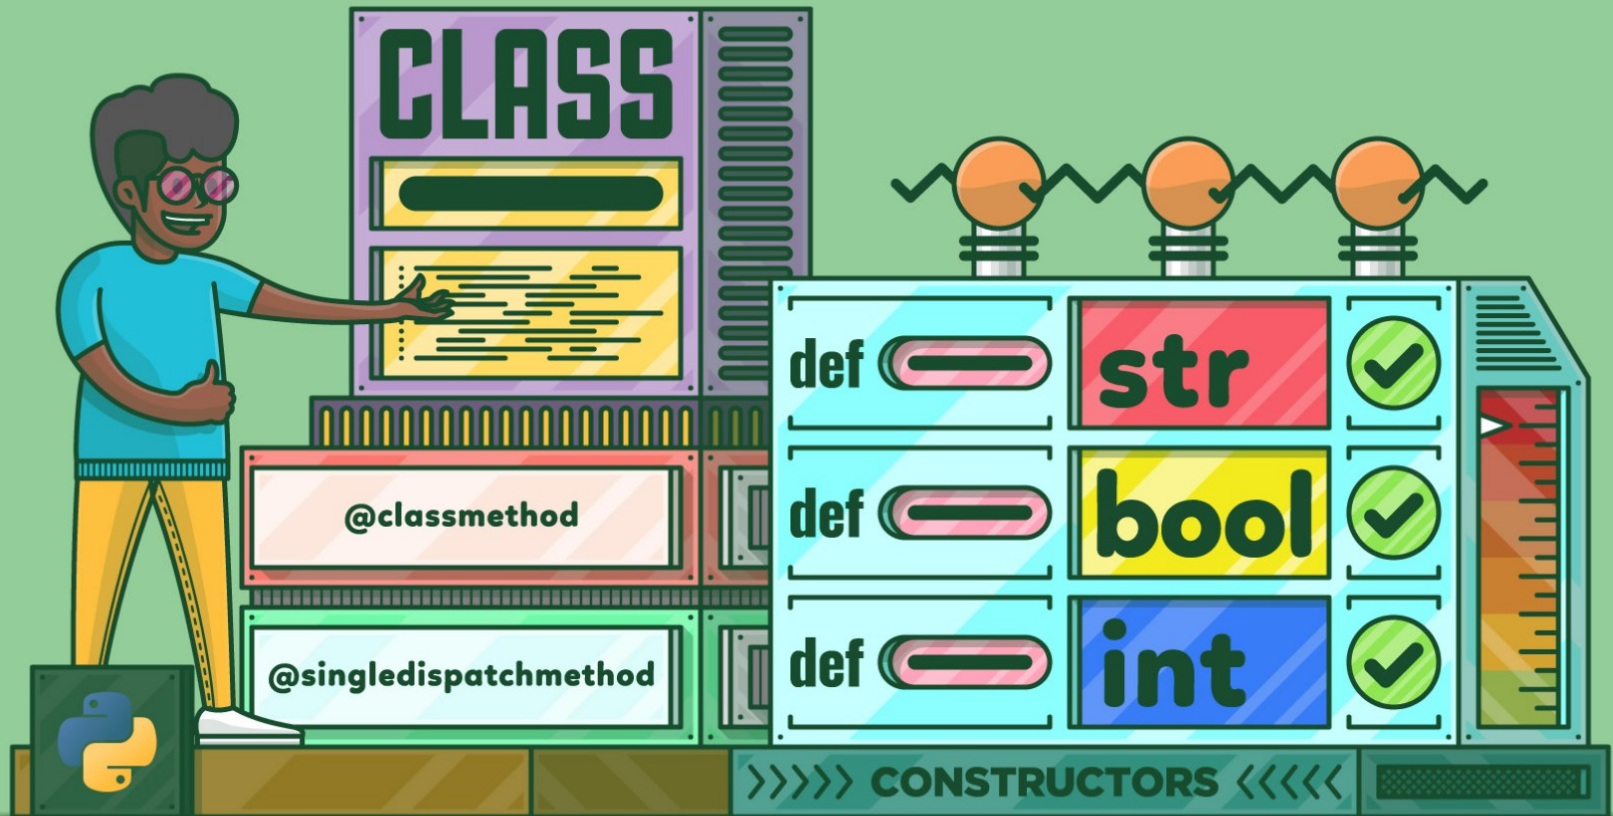 CLASS
@classmethod
@singledispatchmethod
def str
def bool
def int
>>>>> CONSTRUCTORS <<<<<